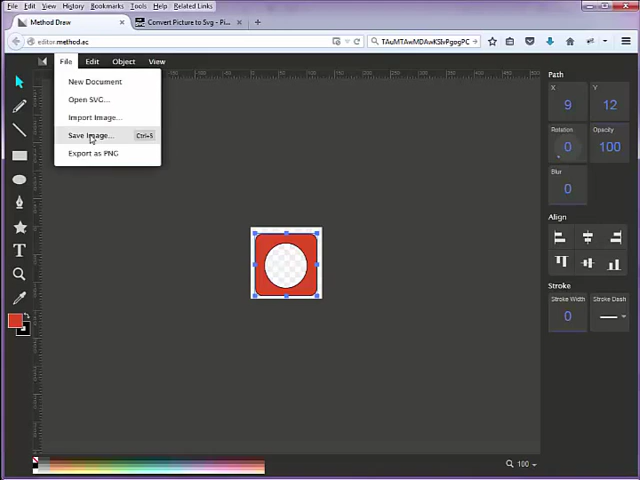 File Edit View History Bookmarks Tools Help Related Links
Method Draw
Convert Picture to Svg - Pi...
editor.method.ac
TAuMTAwMDAwKSIvPgogPC
File Edit Object View
New Document
Open SVG...
Import Image...
Save Image... Ctrl+S
Export as PNG
Path
X
9
Y
12
Rotation
0
Opacity
100
Blur
0
Align
Stroke
Stroke Width
0
Stroke Dash
T
100